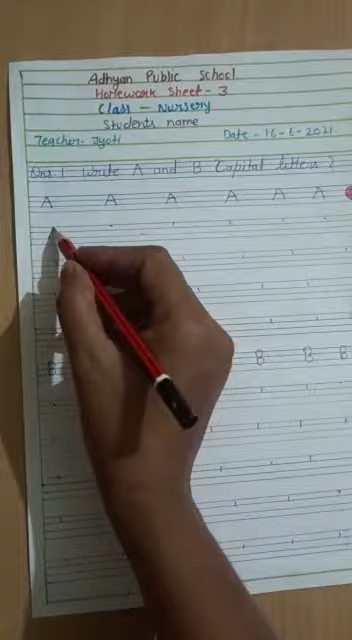 Adhyan Public School
Homework Sheet - 3
Class - Nursery
Students name
Teacher - Jyoti Date - 16-6-2021
Qns.1 Write A and B Capital letters ?
A A A A A A
B B B B